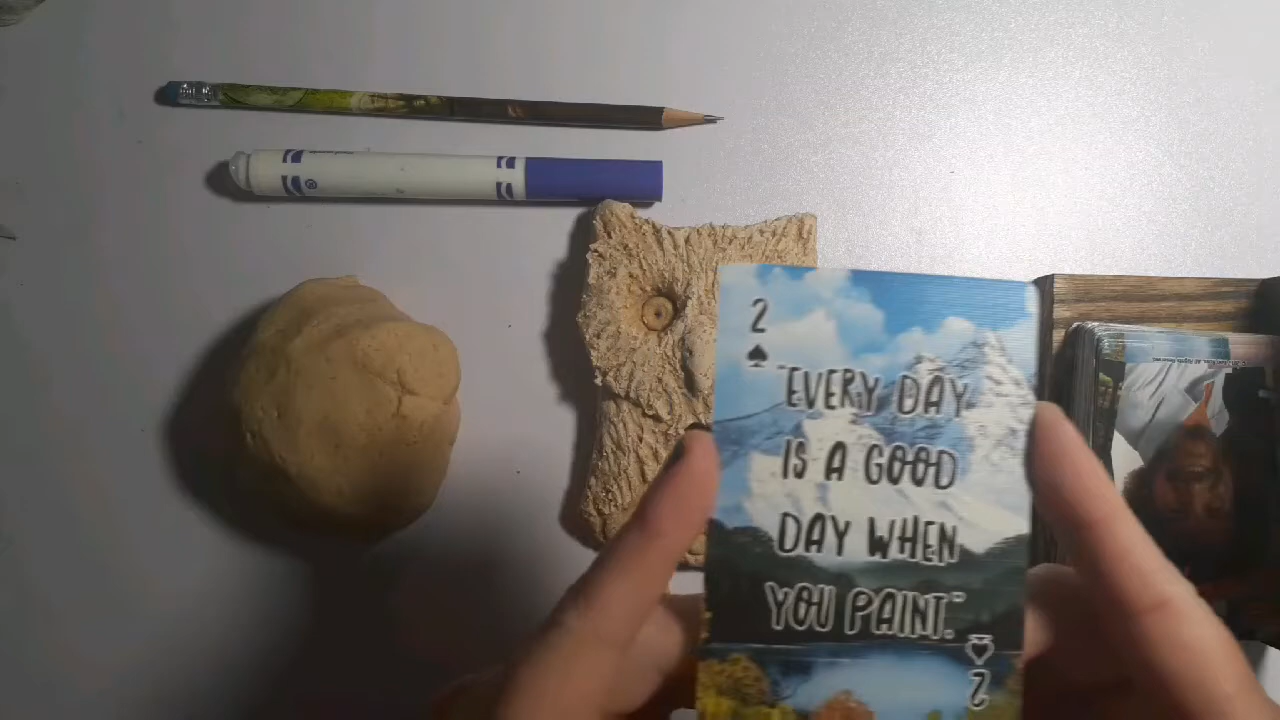 2
"EVERY DAY
IS A GOOD
DAY WHEN
YOU PAINT."
2